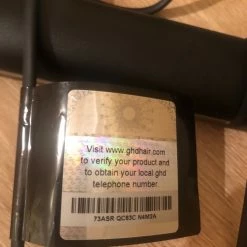 Visit www.ghdhair.com
to verify your product and
to obtain your local ghd
telephone number
73ASR QC83C N4M3A